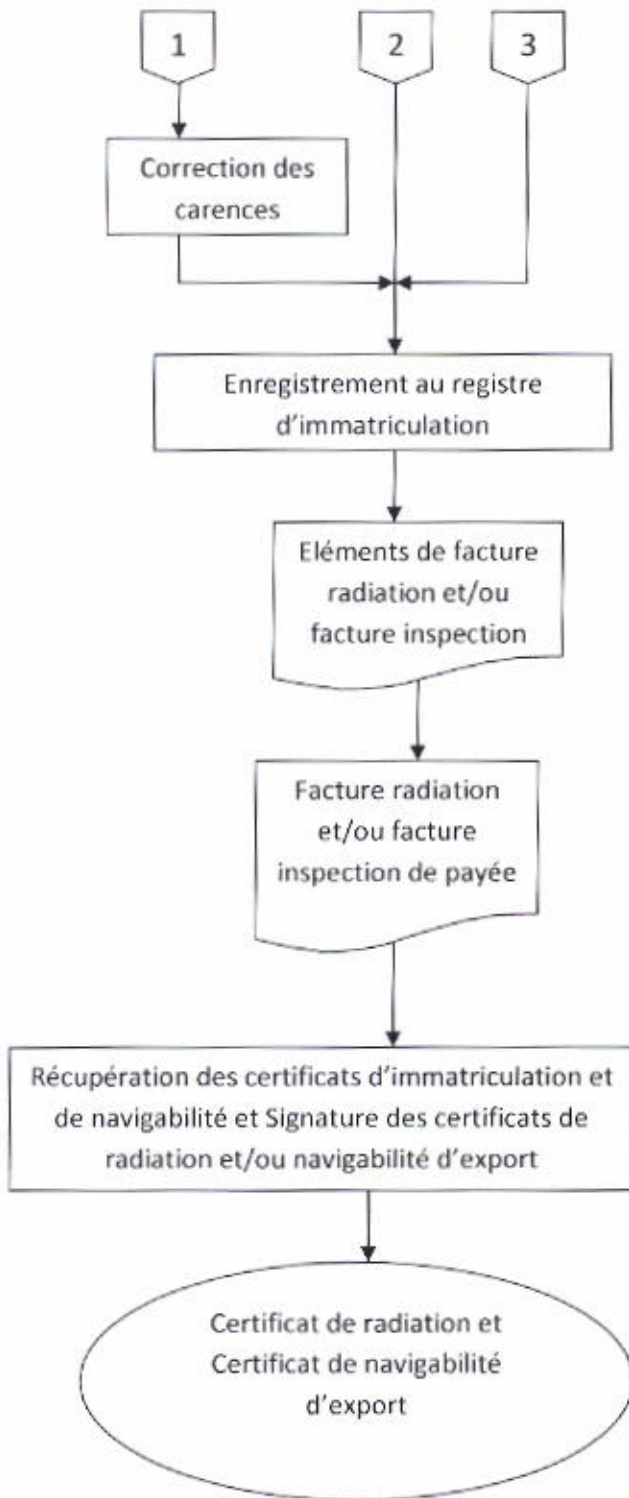 1
2
3
Correction des
carences
Enregistrement au registre
d'immatriculation
Eléments de facture
radiation et/ou
facture inspection
Facture radiation
et/ou facture
inspection de payée
Récupération des certificats d'immatriculation et
de navigabilité et Signature des certificats de
radiation et/ou navigabilité d'export
Certificat de radiation et
Certificat de navigabilité
d'export